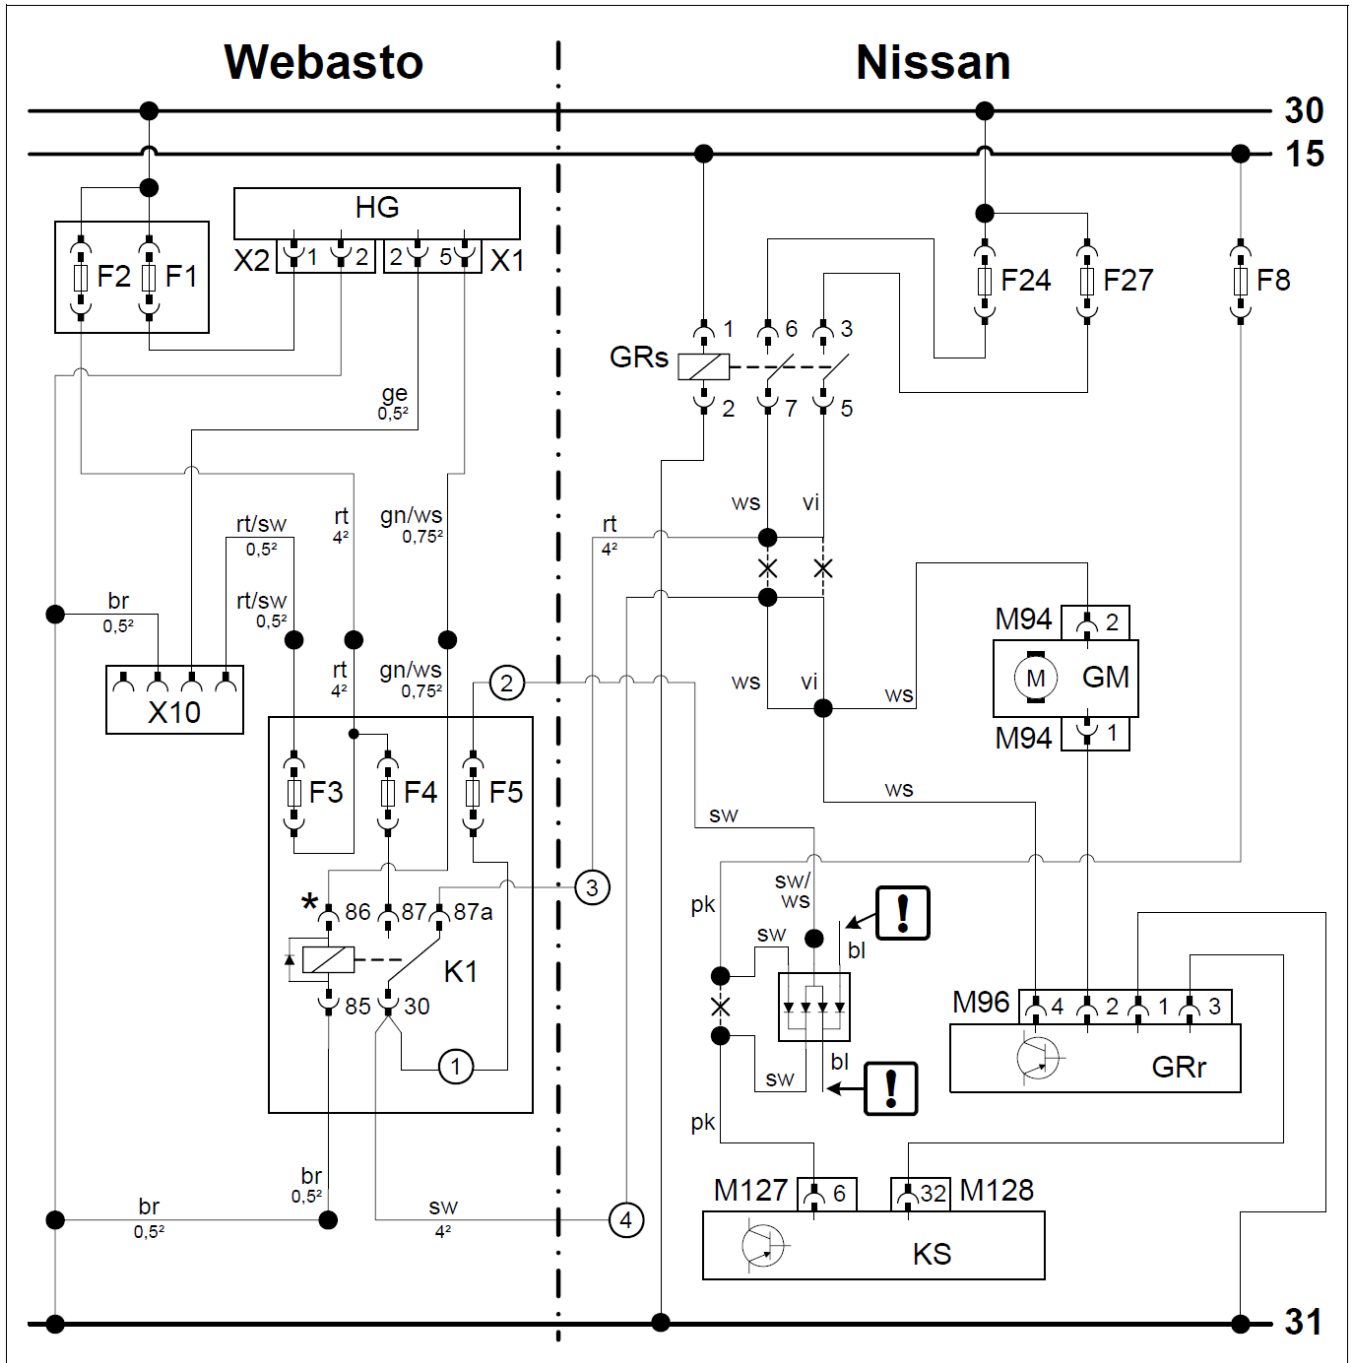 Webasto Nissan
30
15
HG
X2 1 2 2 5 X1
F2 F1
F24 F27 F8
1 6 3
GRs
2 7 5
ge
0,5²
rt/sw
0,5²
rt
4²
gn/ws
0,75²
rt
4²
ws vi
rt/sw
0,5²
br
0,5²
rt
4²
gn/ws
0,75²
2
ws vi
ws
M94 2
M GM
M94 1
X10
F3 F4 F5
ws
sw
sw/
ws
3
pk
!
* 86 87 87a
sw
bl
K1
85 30
M96 4 2 1 3
1
bl
sw
!
GRr
pk
br
0,5²
br
0,5²
sw
4²
4
M127 6 32 M128
KS
31